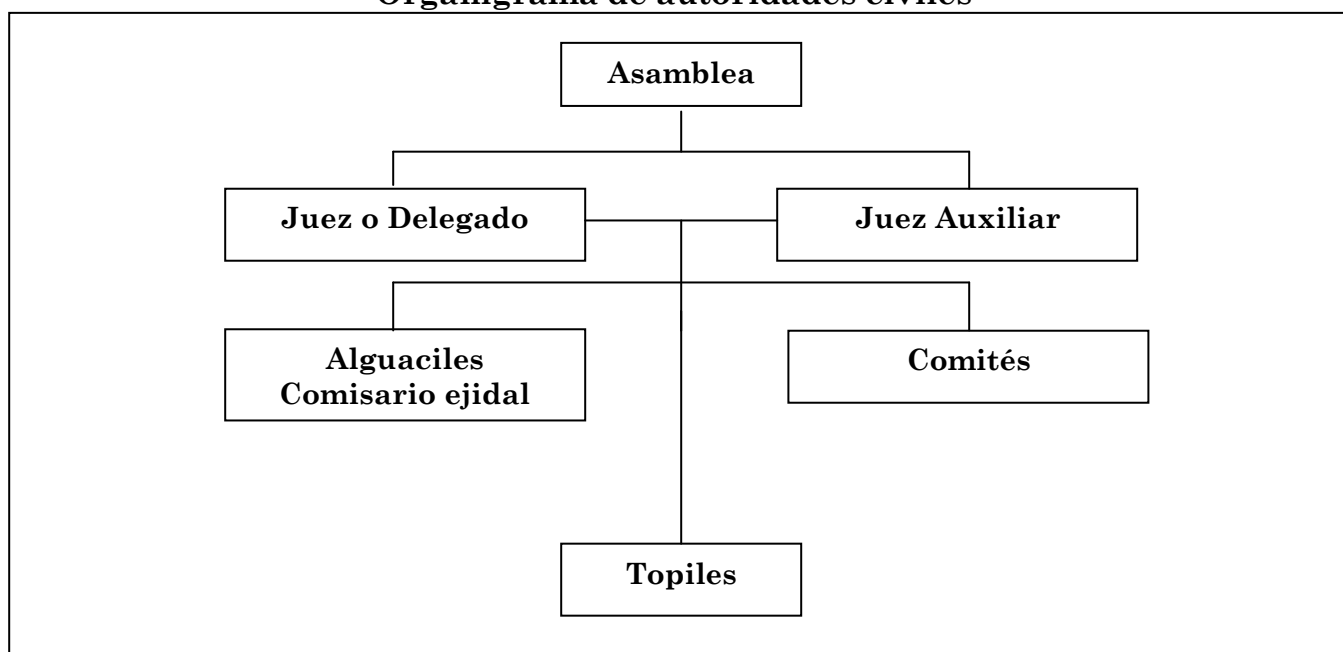 Organigrama de autoridades civiles
Asamblea
Juez o Delegado
Juez Auxiliar
Alguaciles
Comisario ejidal
Comités
Topiles